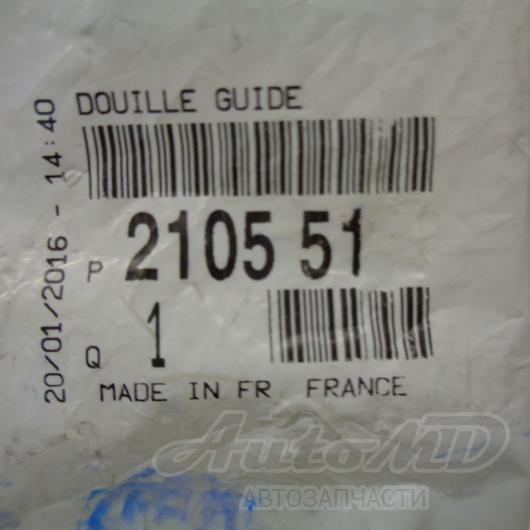 DOUILLE GUIDE
20/01/2016 - 14:40
P 2105 51
Q 1
MADE IN FR FRANCE
AutoMD
АВТОЗАПЧАСТИ